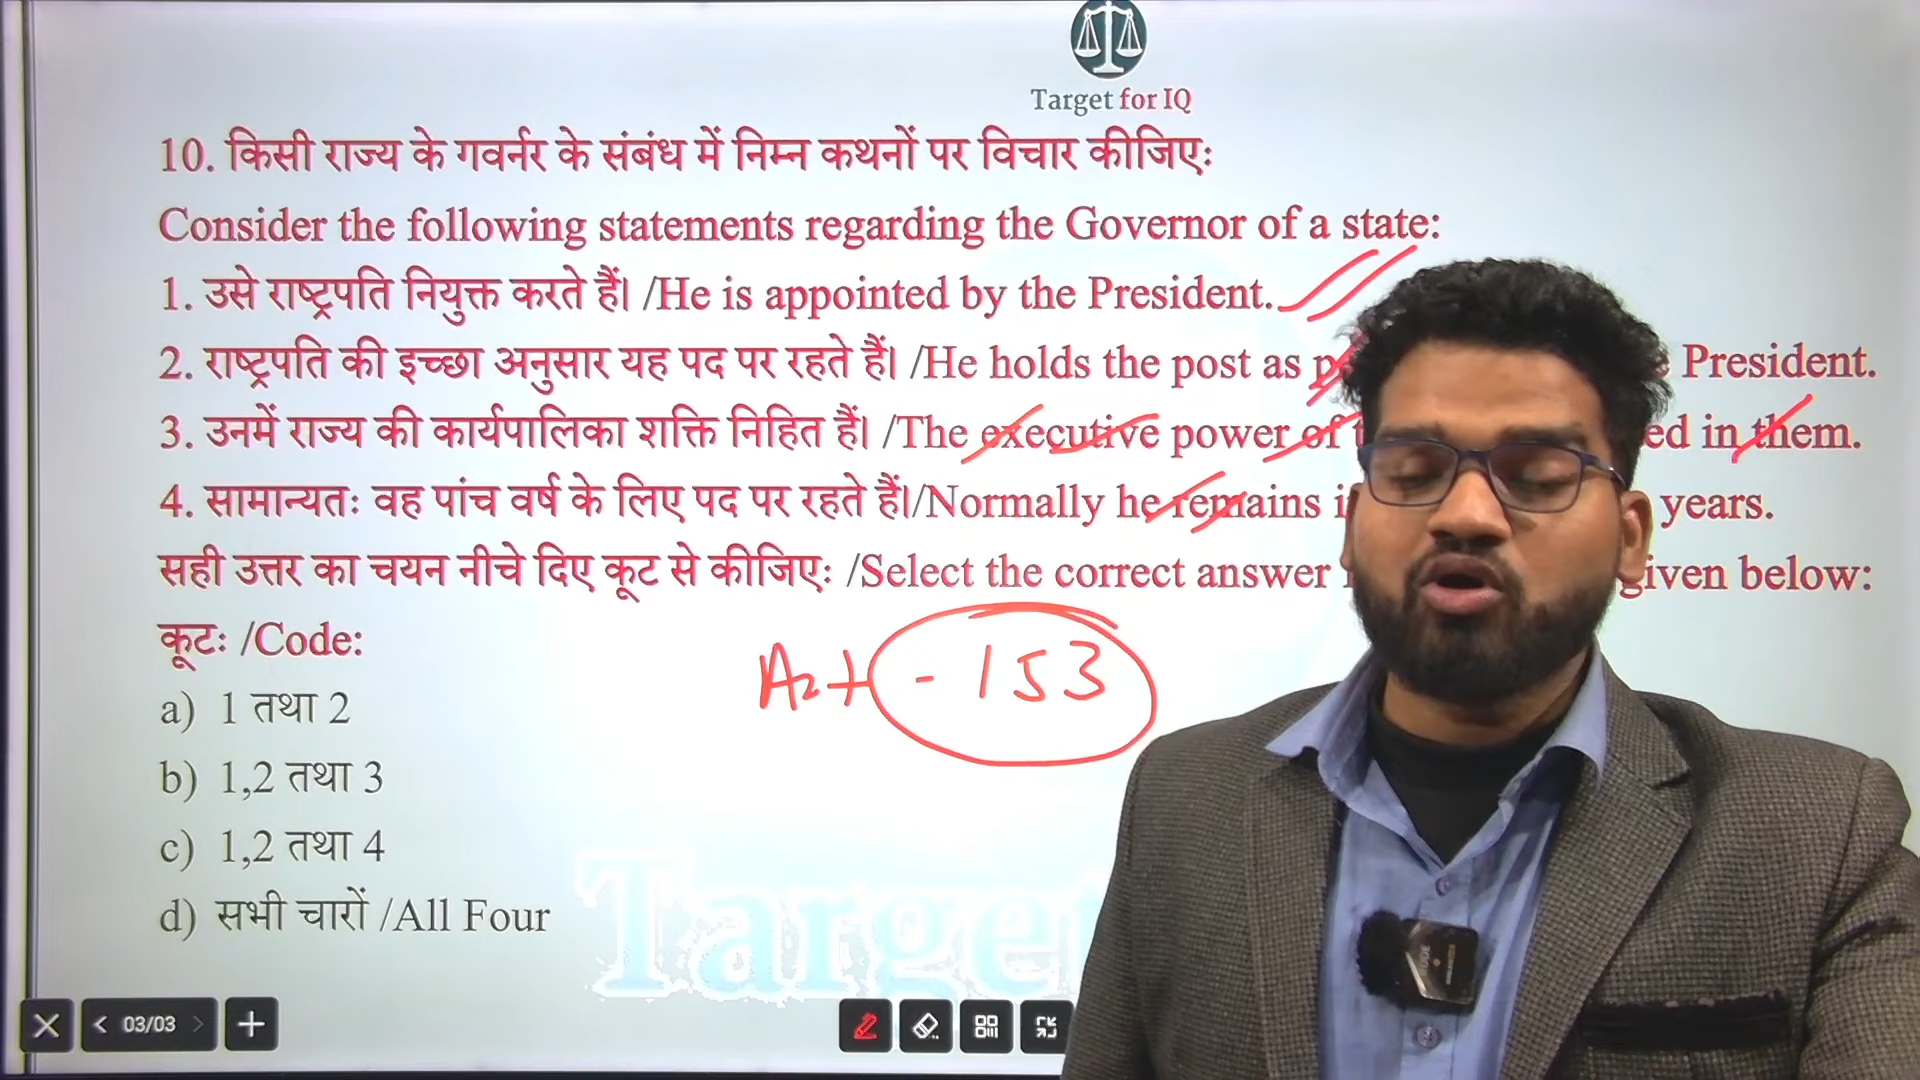 Target for IQ
10. किसी राज्य के गवर्नर के संबंध में निम्न कथनों पर विचार कीजिए:
Consider the following statements regarding the Governor of a state:
1. उसे राष्ट्रपति नियुक्त करते हैं। /He is appointed by the President.
2. राष्ट्रपति की इच्छा अनुसार यह पद पर रहते हैं। /He holds the post as President.
3. उनमें राज्य की कार्यपालिका शक्ति निहित हैं। /The executive power of in them.
4. सामान्यतः वह पांच वर्ष के लिए पद पर रहते हैं।/Normally he remains years.
सही उत्तर का चयन नीचे दिए कूट से कीजिए: /Select the correct answer given below:
कूटः /Code:
Art - 153
a) 1 तथा 2
b) 1,2 तथा 3
c) 1,2 तथा 4
d) सभी चारों /All Four
Target
03/03